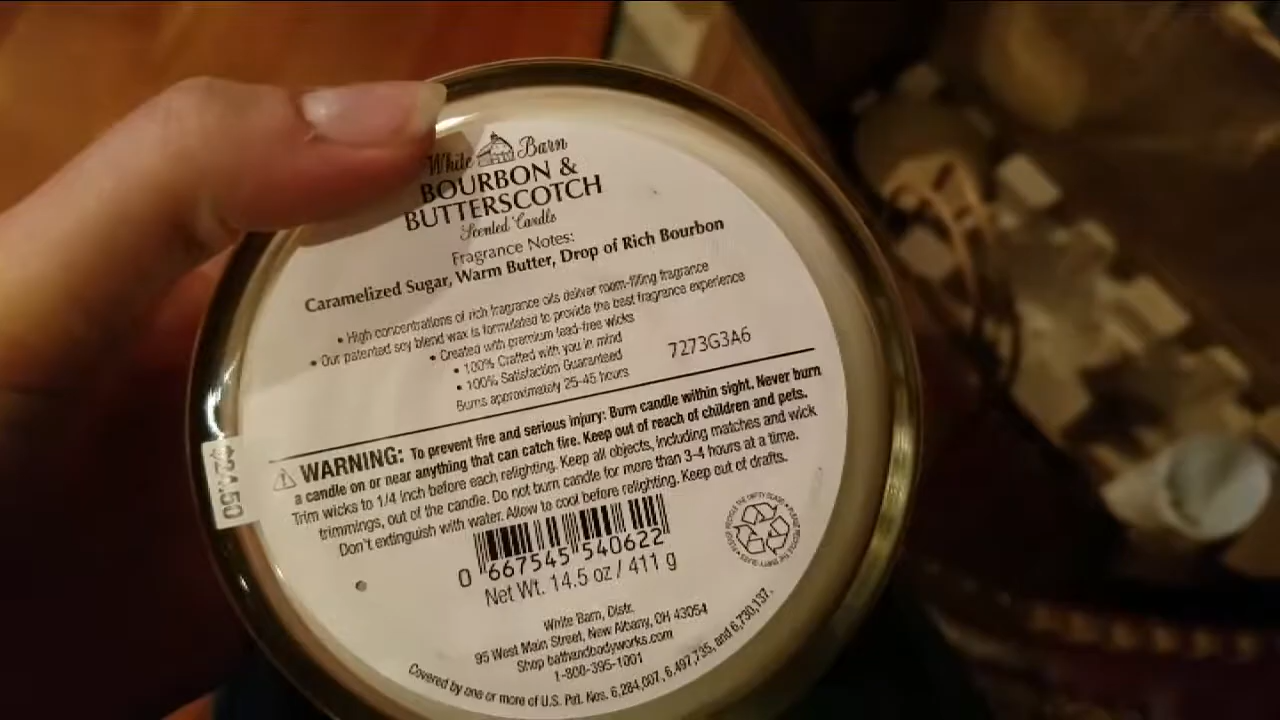 White Barn
BOURBON &
BUTTERSCOTCH
Scented Candle
Fragrance Notes:
Caramelized Sugar, Warm Butter, Drop of Rich Bourbon
• High concentrations of rich fragrance oils deliver room-filling fragrance
• Our patented soy blend wax is formulated to provide the best fragrance experience
• Created with premium lead-free wicks
• 100% Crafted with you in mind
• 100% Satisfaction Guaranteed
Burns approximately 25-45 hours
7273G3A6
WARNING: To prevent fire and serious injury: Burn candle within sight. Never burn
a candle on or near anything that can catch fire. Keep out of reach of children and pets.
Trim wicks to 1/4 inch before each relighting. Keep all objects, including matches and wick
trimmings, out of the candle. Do not burn candle for more than 3-4 hours at a time.
Don't extinguish with water. Allow to cool before relighting. Keep out of drafts.
$24.50
0 667545 540622
Net Wt. 14.5 oz / 411 g
White Barn, Distr.
95 West Main Street, New Albany, OH 43054
Shop bathandbodyworks.com
1-800-395-1001
Covered by one or more of U.S. Pat. Nos. 6,284,007, 6,497,735, and 6,730,137.